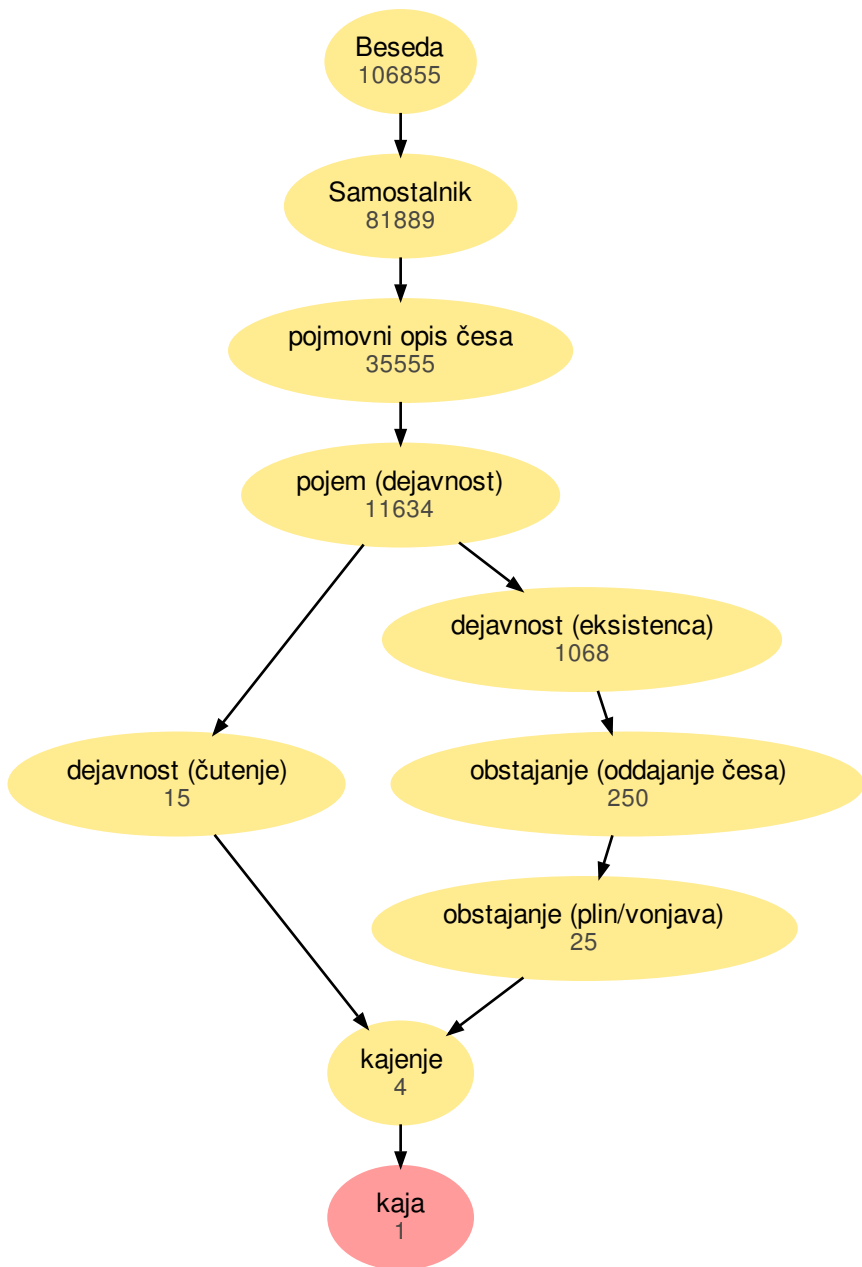 Beseda
106855
Samostalnik
81889
pojmovni opis česa
35555
pojem (dejavnost)
11634
dejavnost (eksistenca)
1068
dejavnost (čutenje)
15
obstajanje (oddajanje česa)
250
obstajanje (plin/vonjava)
25
kajenje
4
kaja
1